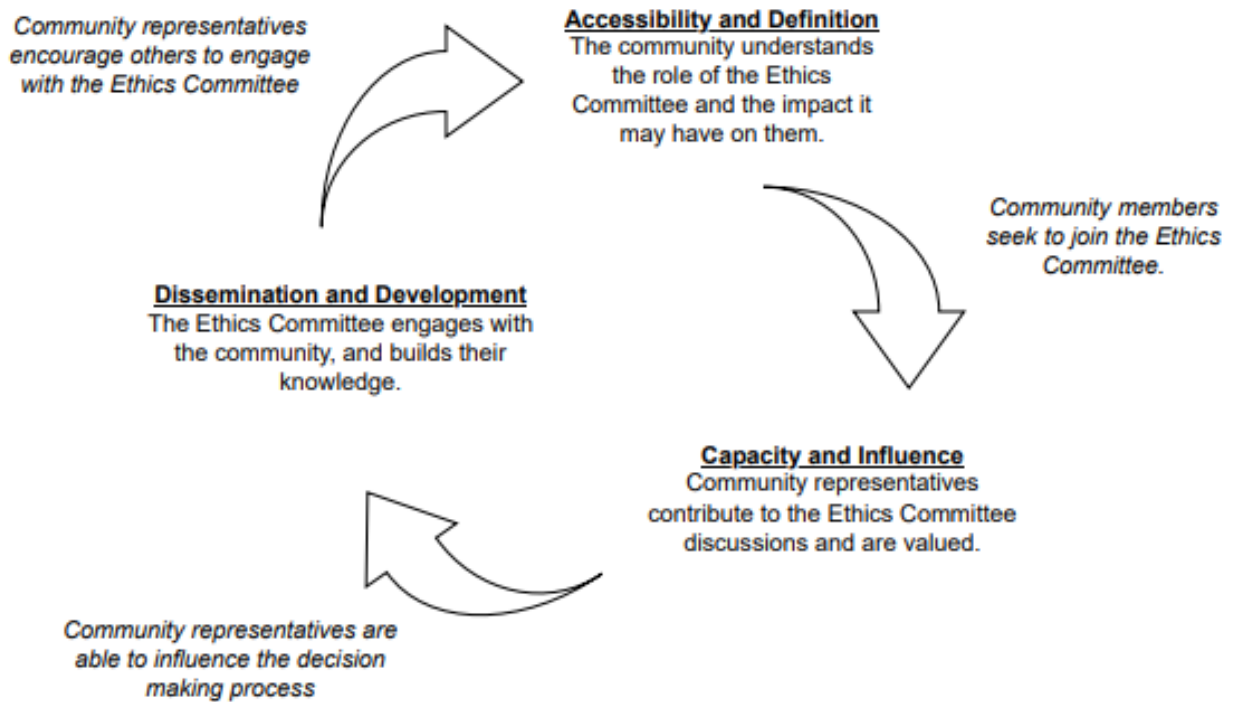 Community representatives
encourage others to engage
with the Ethics Committee
Accessibility and Definition
The community understands
the role of the Ethics
Committee and the impact it
may have on them.
Community members
seek to join the Ethics
Committee.
Dissemination and Development
The Ethics Committee engages with
the community, and builds their
knowledge.
Capacity and Influence
Community representatives
contribute to the Ethics Committee
discussions and are valued.
Community representatives are
able to influence the decision
making process